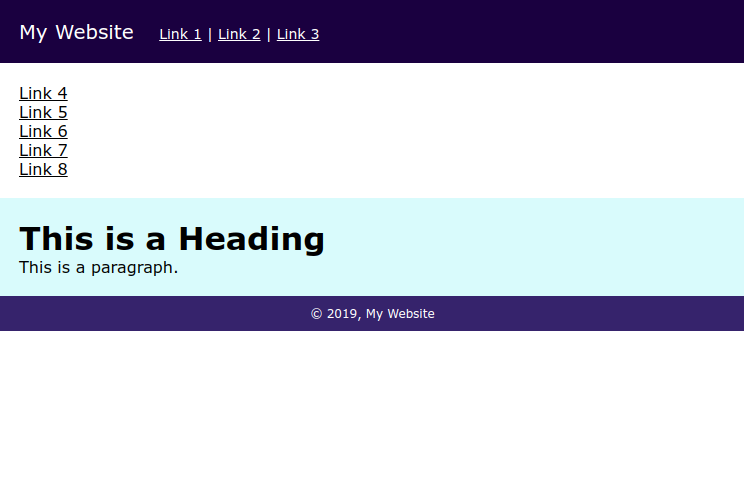 My Website Link 1 | Link 2 | Link 3
Link 4
Link 5
Link 6
Link 7
Link 8
This is a Heading
This is a paragraph.
© 2019, My Website